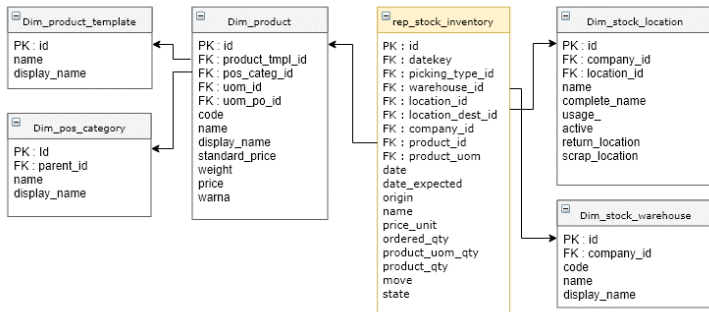 Dim_product_template
PK : id
name
display_name
Dim_pos_category
PK : Id
FK : parent_id
name
display_name
Dim_product
PK : id
FK : product_tmpl_id
FK : pos_categ_id
FK : uom_id
FK : uom_po_id
code
name
display_name
standard_price
weight
price
warna
rep_stock_inventory
PK : id
FK : datekey
FK : picking_type_id
FK : warehouse_id
FK : location_id
FK : location_dest_id
FK : company_id
FK : product_id
FK : product_uom
date
date_expected
origin
name
price_unit
ordered_qty
product_uom_qty
product_qty
move
state
Dim_stock_location
PK : id
FK : company_id
FK : location_id
name
complete_name
usage_
active
return_location
scrap_location
Dim_stock_warehouse
PK : id
FK : company_id
code
name
display_name